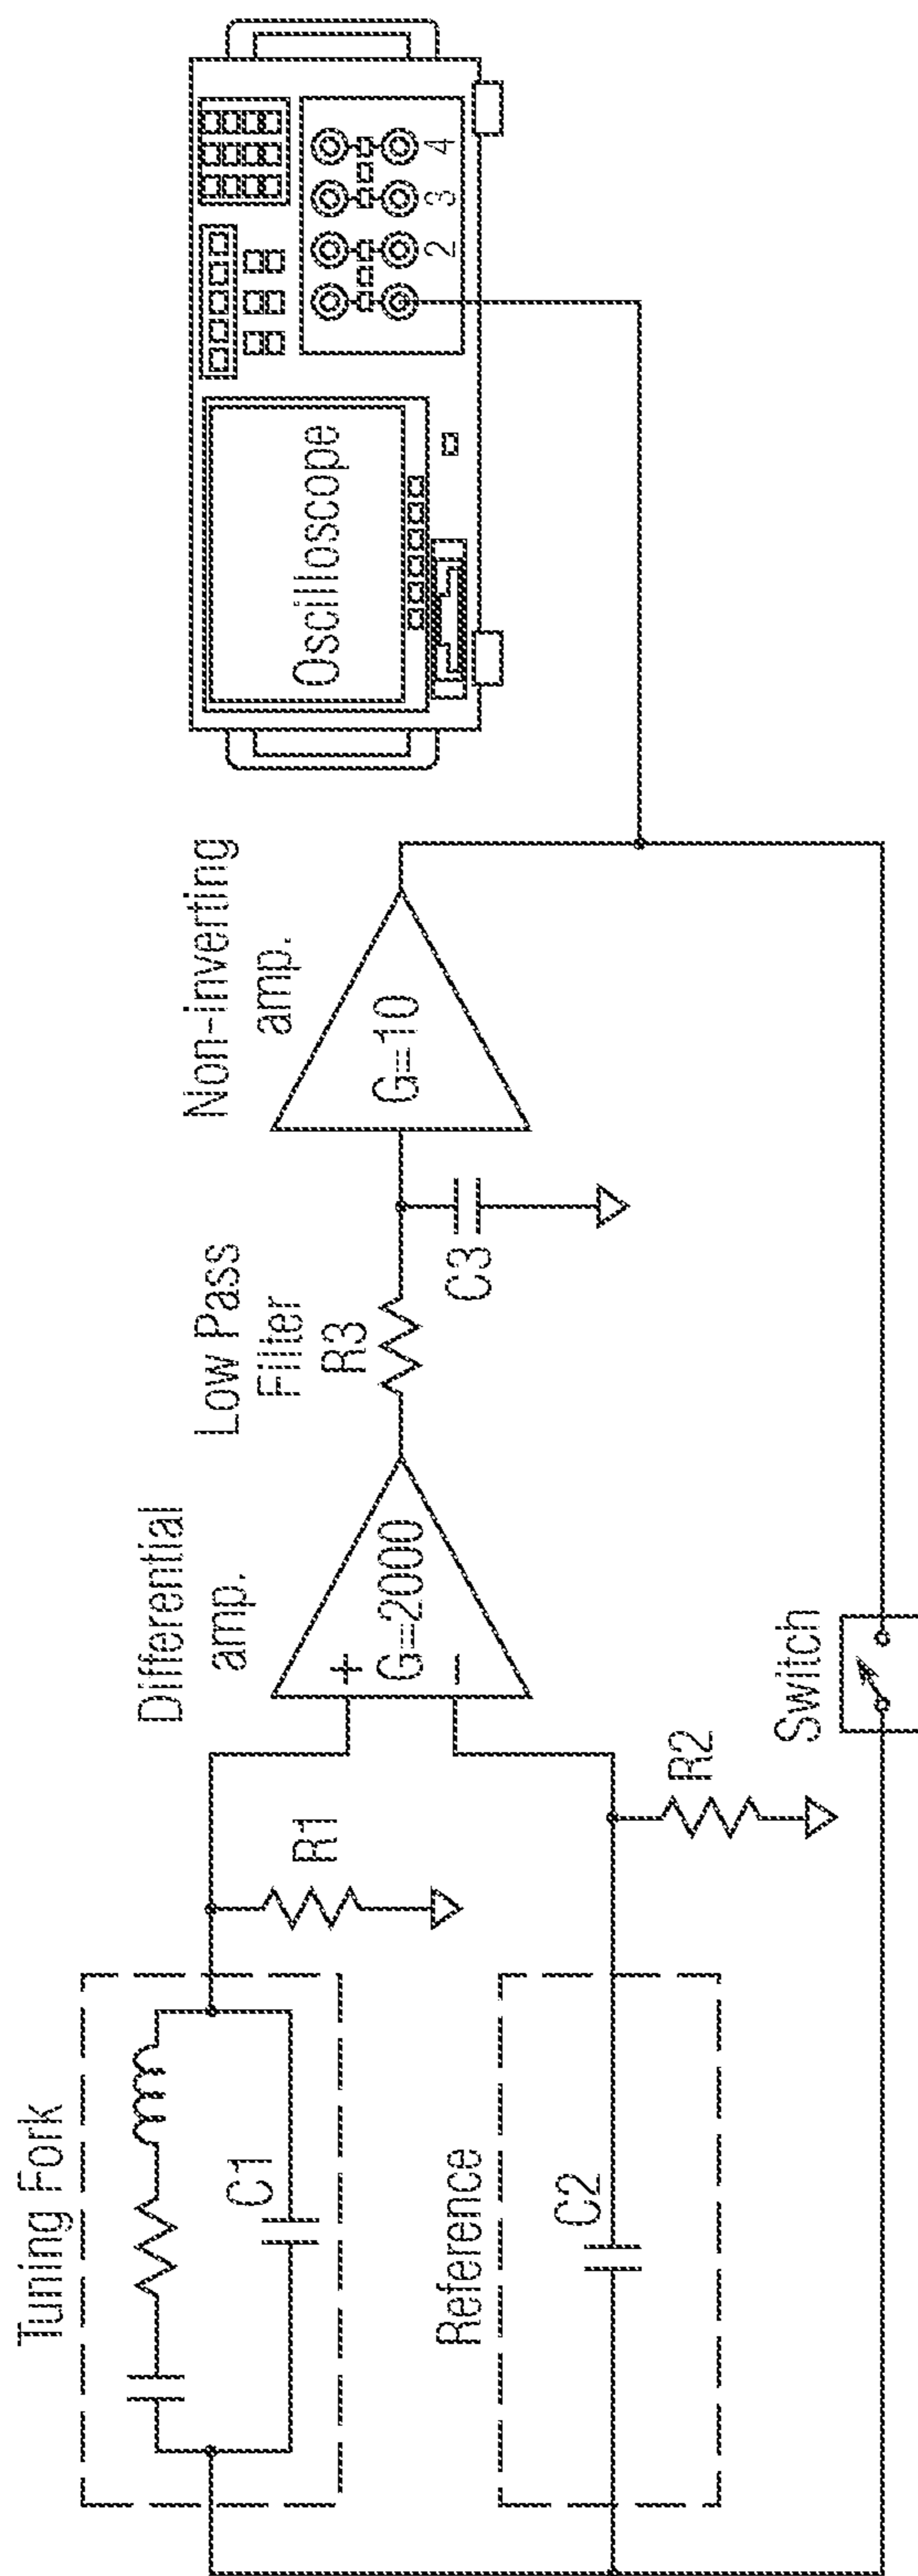 Tuning Fork
C1
R1
Reference
C2
R2
Differential
amp.
+
G=2000
−
Low Pass
Filter
R3
C3
Non-inverting
amp.
G=10
Switch
Oscilloscope
2
3
4